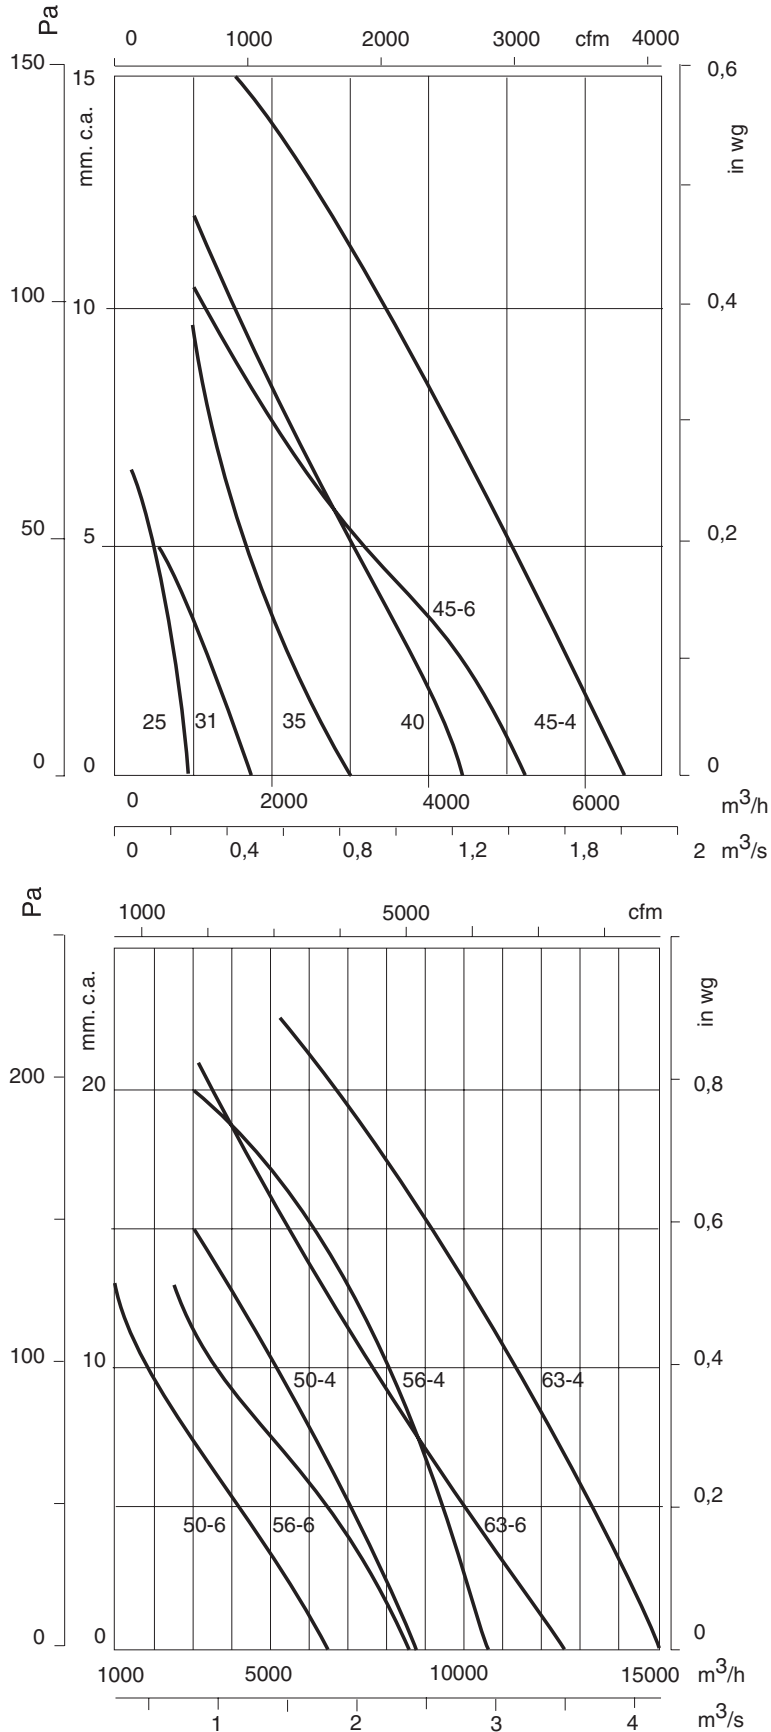 Pa
0 1000 2000 3000 cfm 4000
150 15 0,6
mm. c.a. in wg
100 10 0,4
50 5 0,2
45-6
25 31 35 40 45-4
0 0 0
0 2000 4000 6000 m³/h
0 0,4 0,8 1,2 1,8 2 m³/s
Pa
1000 5000 cfm
mm. c.a. in wg
200 20 0,8
0,6
100 10 0,4
50-4 56-4 63-4
0,2
50-6 56-6 63-6
0 0 0
1000 5000 10000 15000 m³/h
1 2 3 4 m³/s